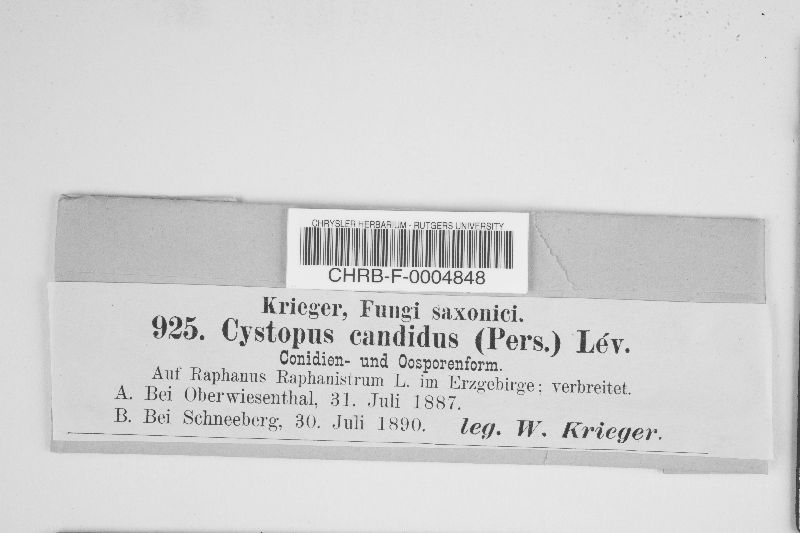 CHRYSLER HERBARIUM - RUTGERS UNIVERSITY
CHRB-F-0004848
Krieger, Fungi saxonici.
925. Cystopus candidus (Pers.) Lév.
Conidien- und Oosporenform.
Auf Raphanus Raphanistrum L. im Erzgebirge; verbreitet.
A. Bei Oberwiesenthal, 31. Juli 1887.
B. Bei Schneeberg, 30. Juli 1890. leg. W. Krieger.